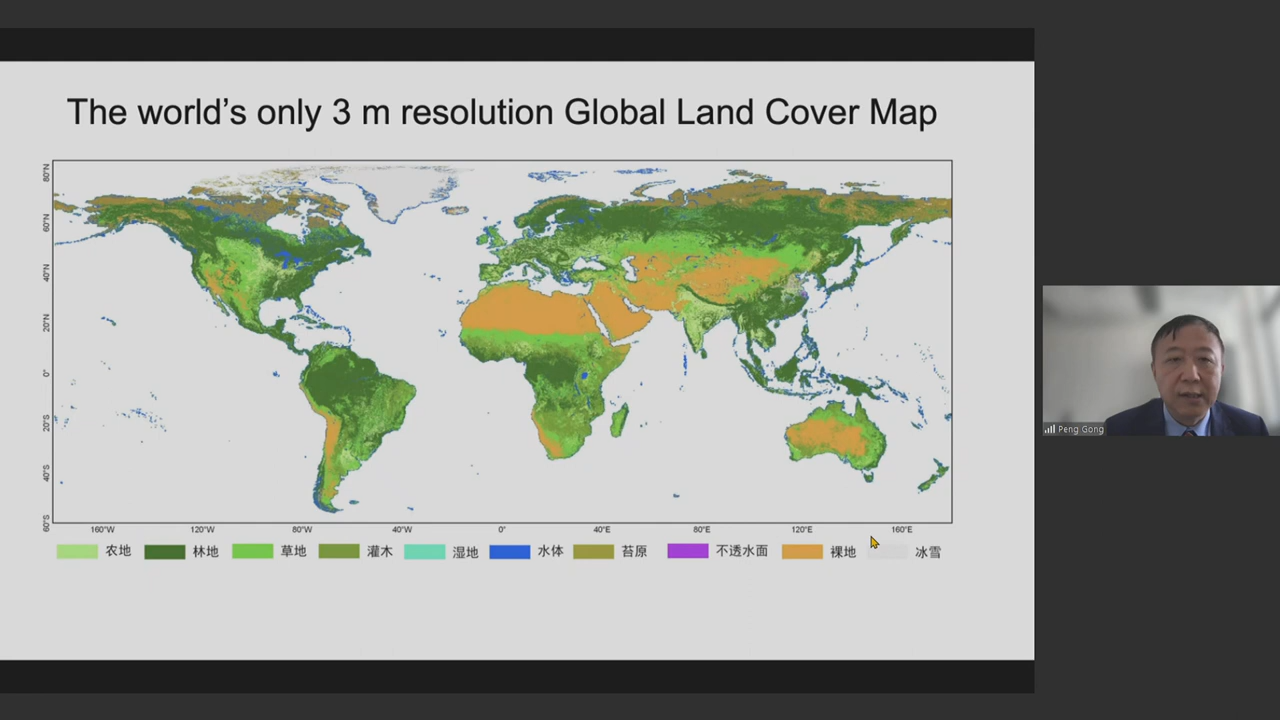 The world's only 3 m resolution Global Land Cover Map
80°N
60°N
40°N
20°N
0°
20°S
40°S
60°S
160°W 120°W 80°W 40°W 0° 40°E 80°E 120°E 160°E
农地 林地 草地 灌木 湿地 水体 苔原 不透水面 裸地 冰雪
Peng Gong